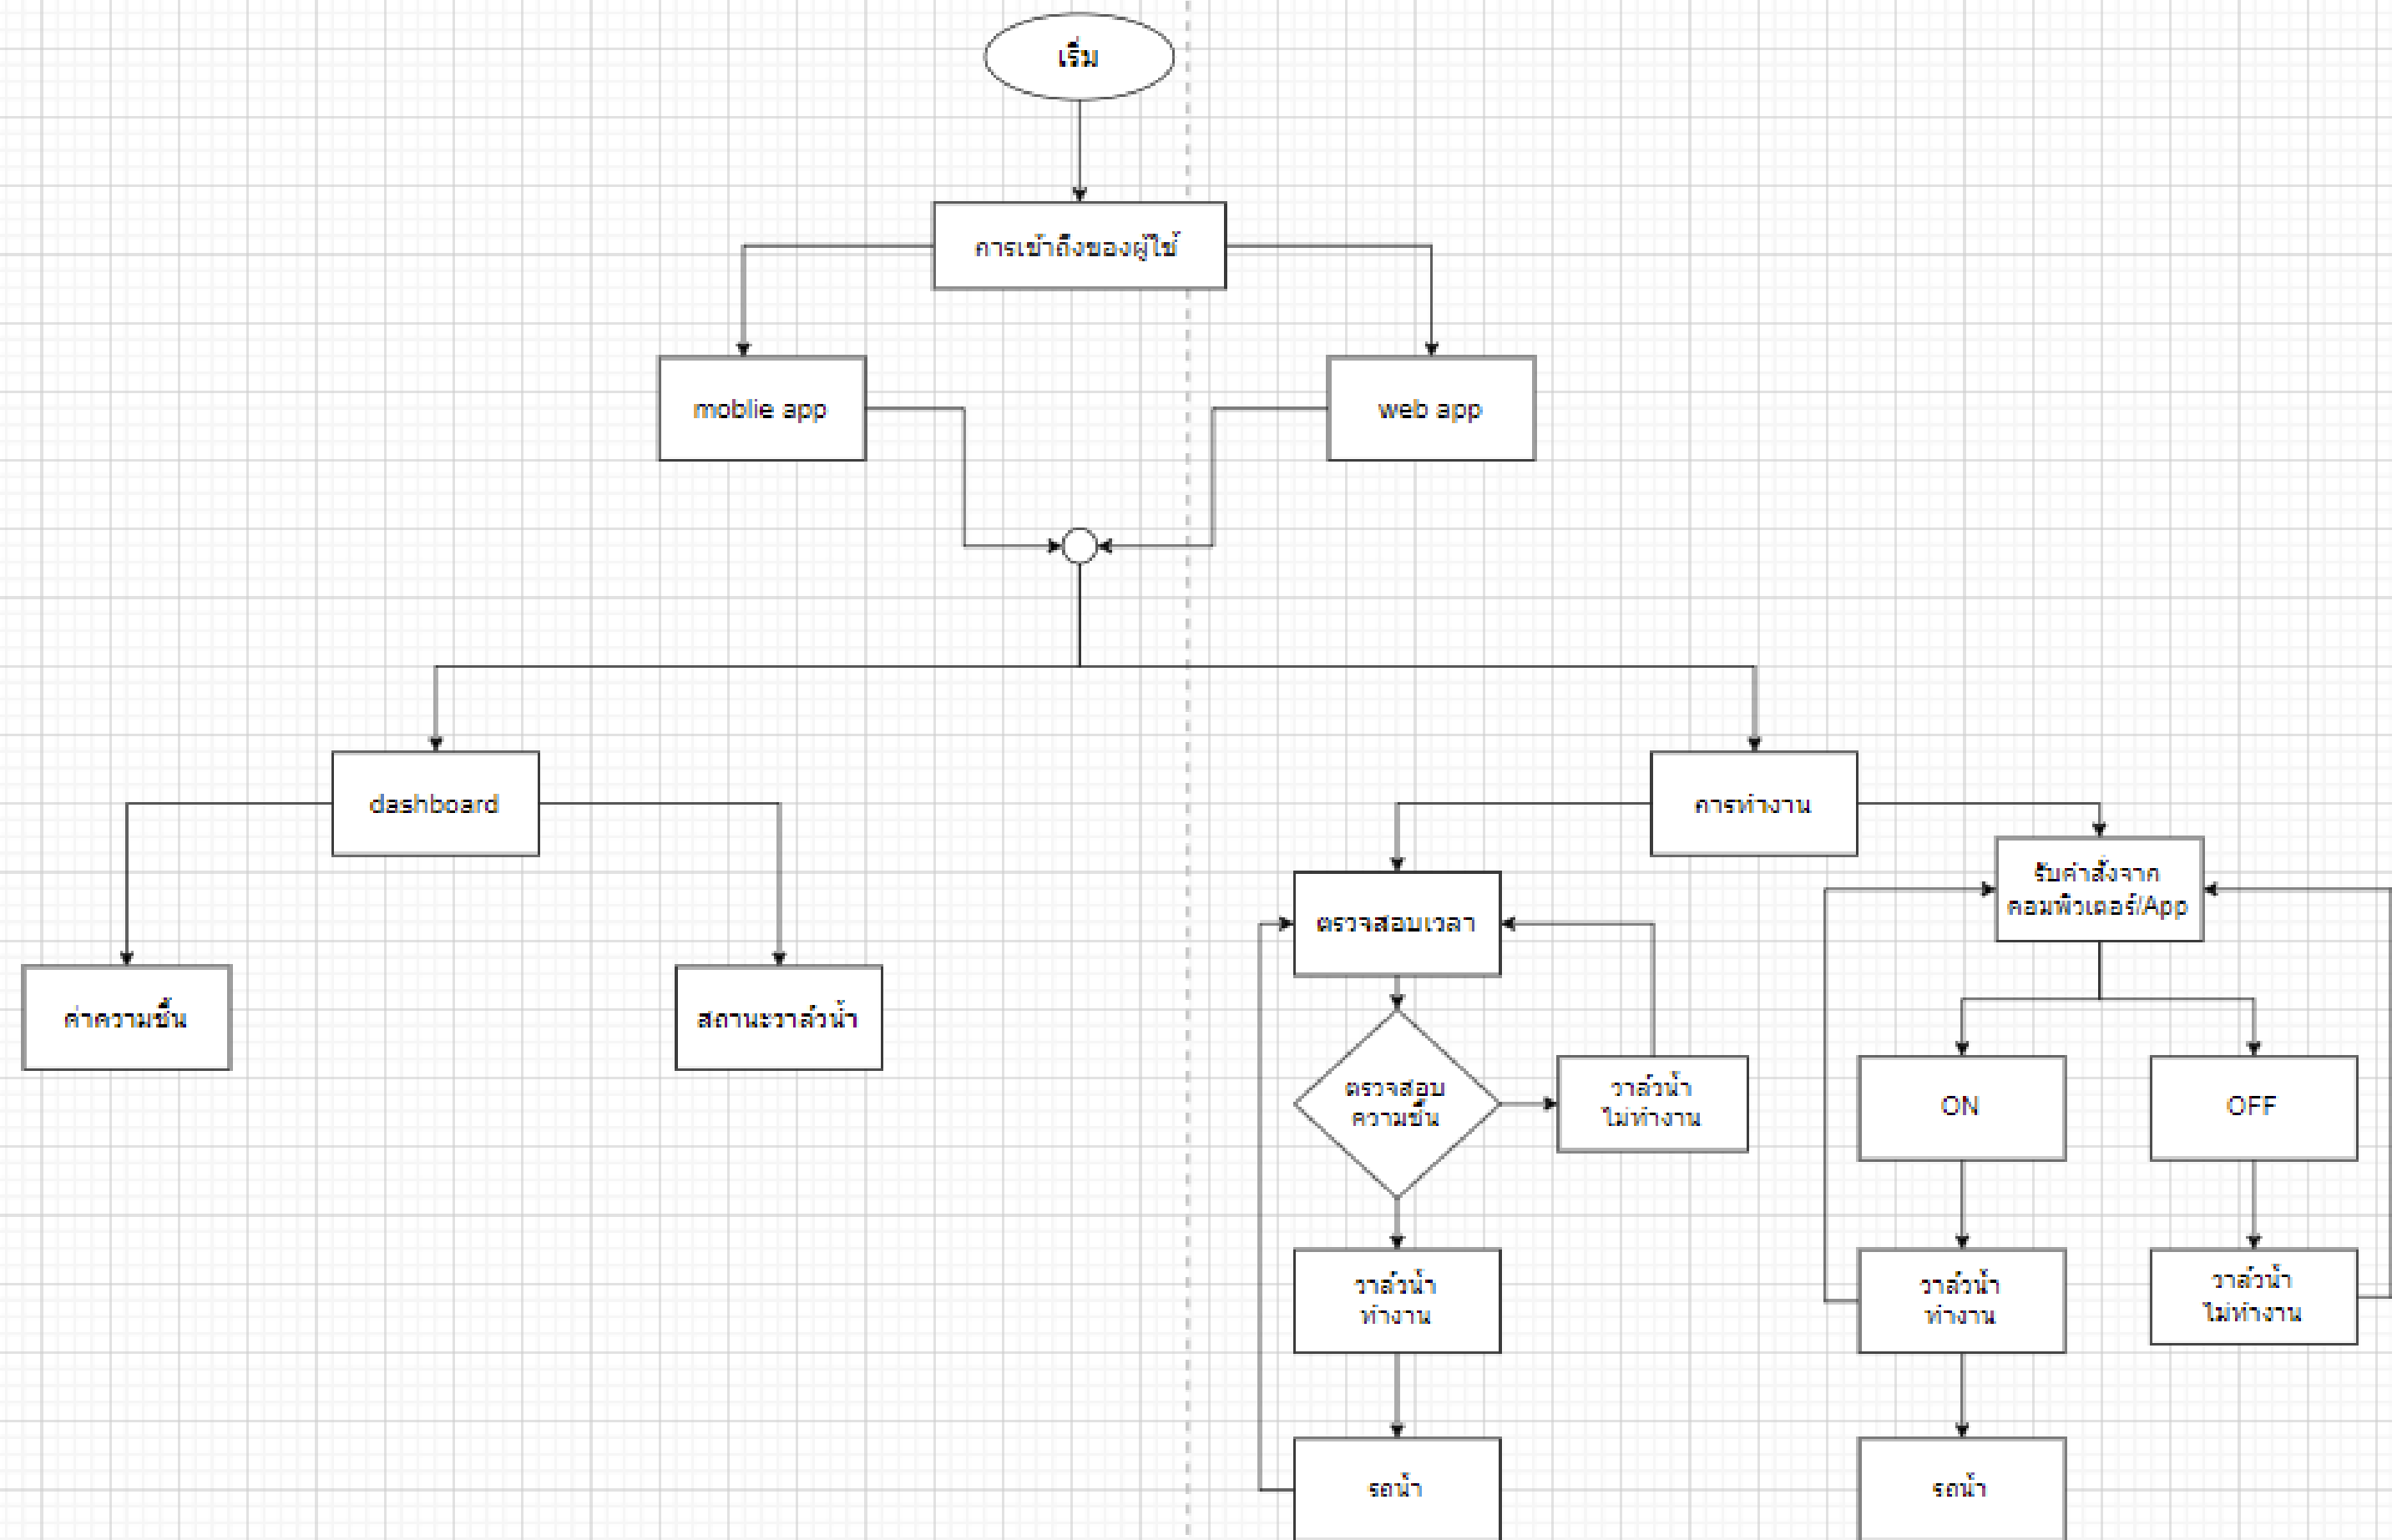 เริ่ม
การเข้าถึงของผู้ใช้
moblie app
web app
dashboard
การทำงาน
รับคำสั่งจาก
คอมพิวเตอร์/App
ตรวจสอบเวลา
ค่าความชื้น
สถานะวาล์วน้ำ
ตรวจสอบ
ความชื้น
วาล์วน้ำ
ไม่ทำงาน
ON
OFF
วาล์วน้ำ
ทำงาน
วาล์วน้ำ
ทำงาน
วาล์วน้ำ
ไม่ทำงาน
รดน้ำ
รดน้ำ